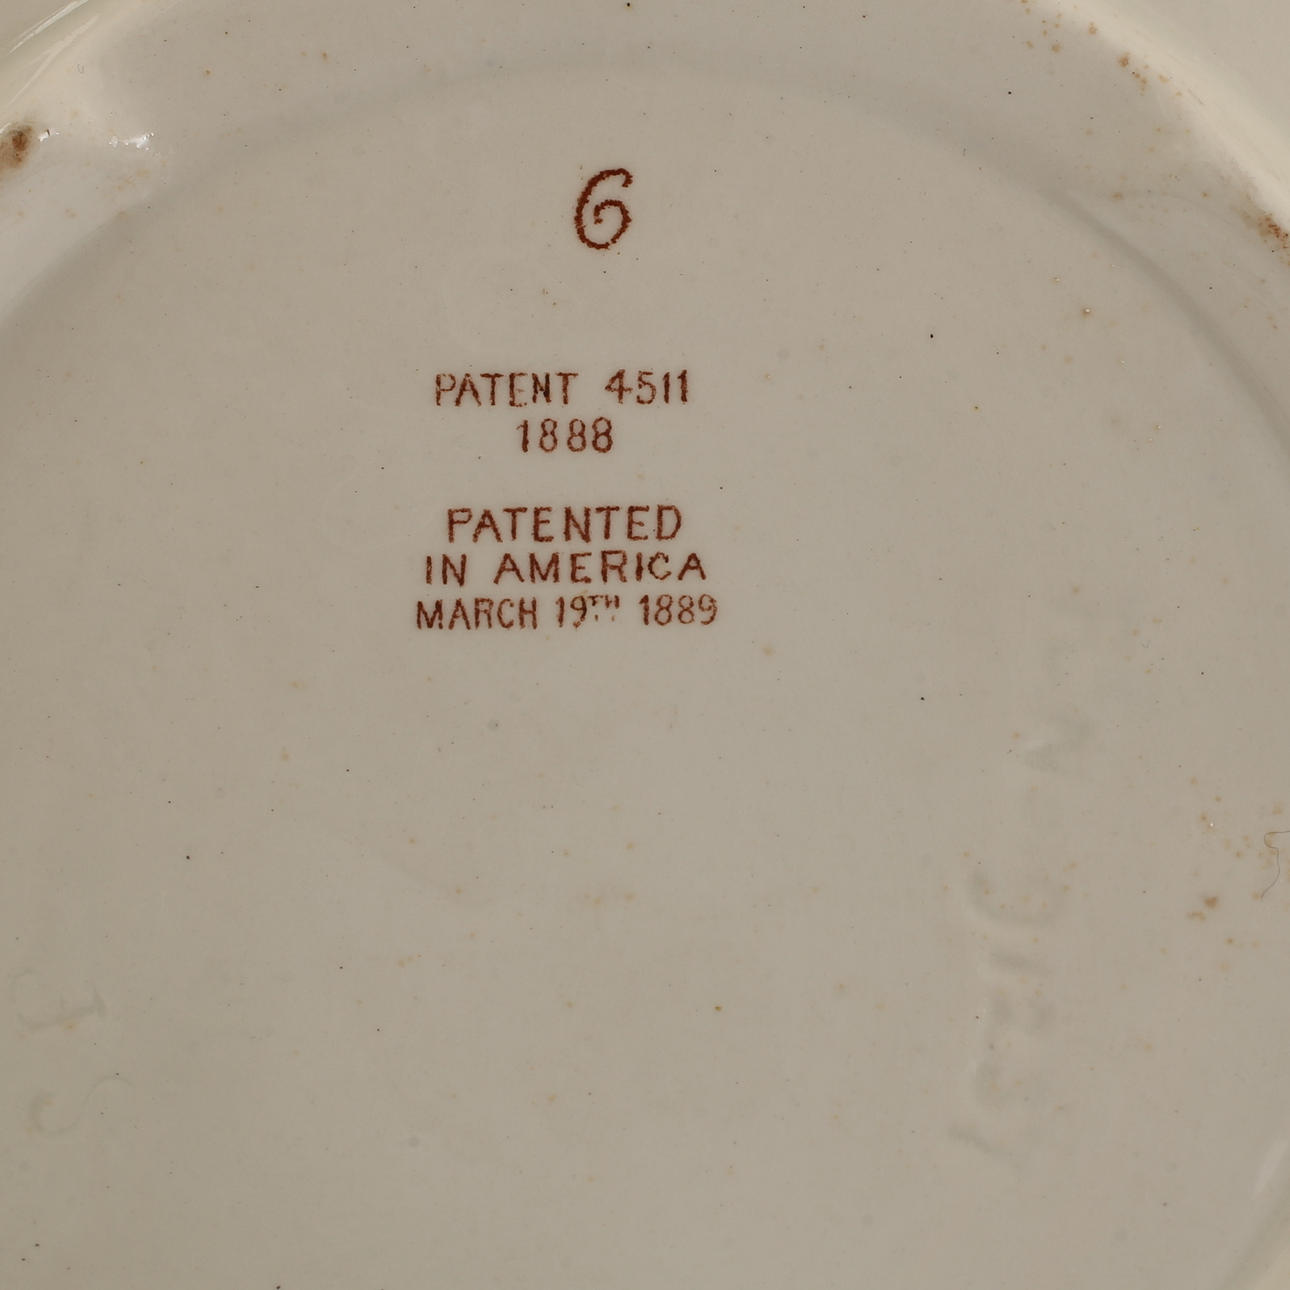 6
PATENT 4511
1888
PATENTED
IN AMERICA
MARCH 19TH 1889